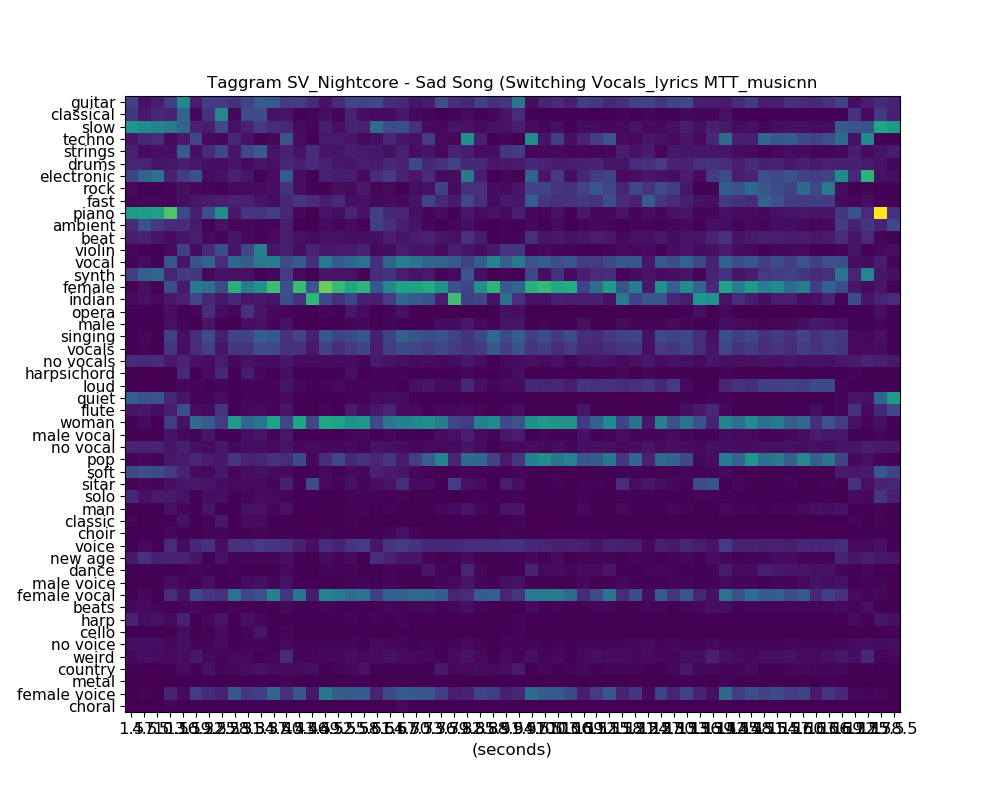 Taggram SV_Nightcore - Sad Song (Switching Vocals_lyrics MTT_musicnn
guitar
classical
slow
techno
strings
drums
electronic
rock
fast
piano
ambient
beat
violin
vocal
synth
female
indian
opera
male
singing
vocals
no vocals
harpsichord
loud
quiet
flute
woman
male vocal
no vocal
pop
soft
sitar
solo
man
classic
choir
voice
new age
dance
male voice
female vocal
beats
harp
cello
no voice
weird
country
metal
female voice
choral
(seconds)